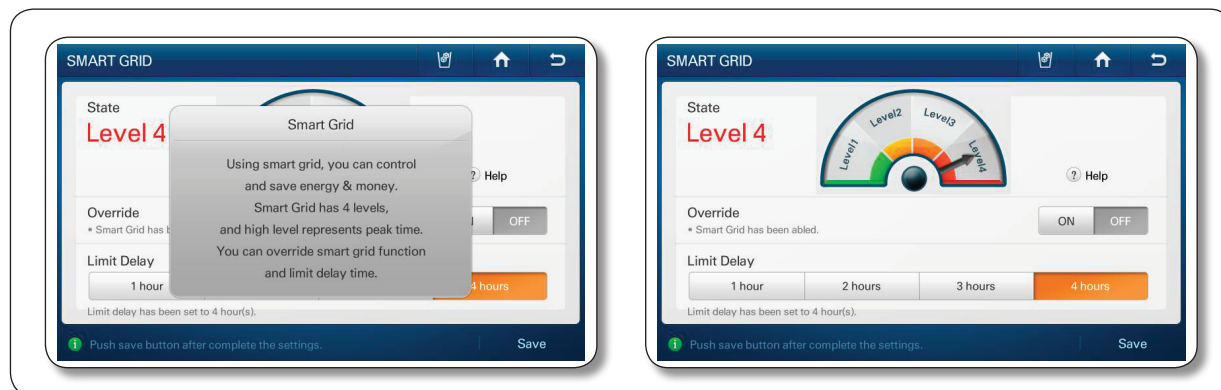 SMART GRID
State
Level 4
Smart Grid
Using smart grid, you can control
and save energy & money.
Smart Grid has 4 levels,
and high level represents peak time.
You can override smart grid function
and limit delay time.
? Help
Override
* Smart Grid has b
OFF
Limit Delay
1 hour
4 hours
Limit delay has been set to 4 hour(s).
Push save button after complete the settings.
Save
SMART GRID
State
Level 4
Level1
Level2
Level3
Level4
? Help
Override
* Smart Grid has been abled.
ON OFF
Limit Delay
1 hour 2 hours 3 hours 4 hours
Limit delay has been set to 4 hour(s).
Push save button after complete the settings.
Save